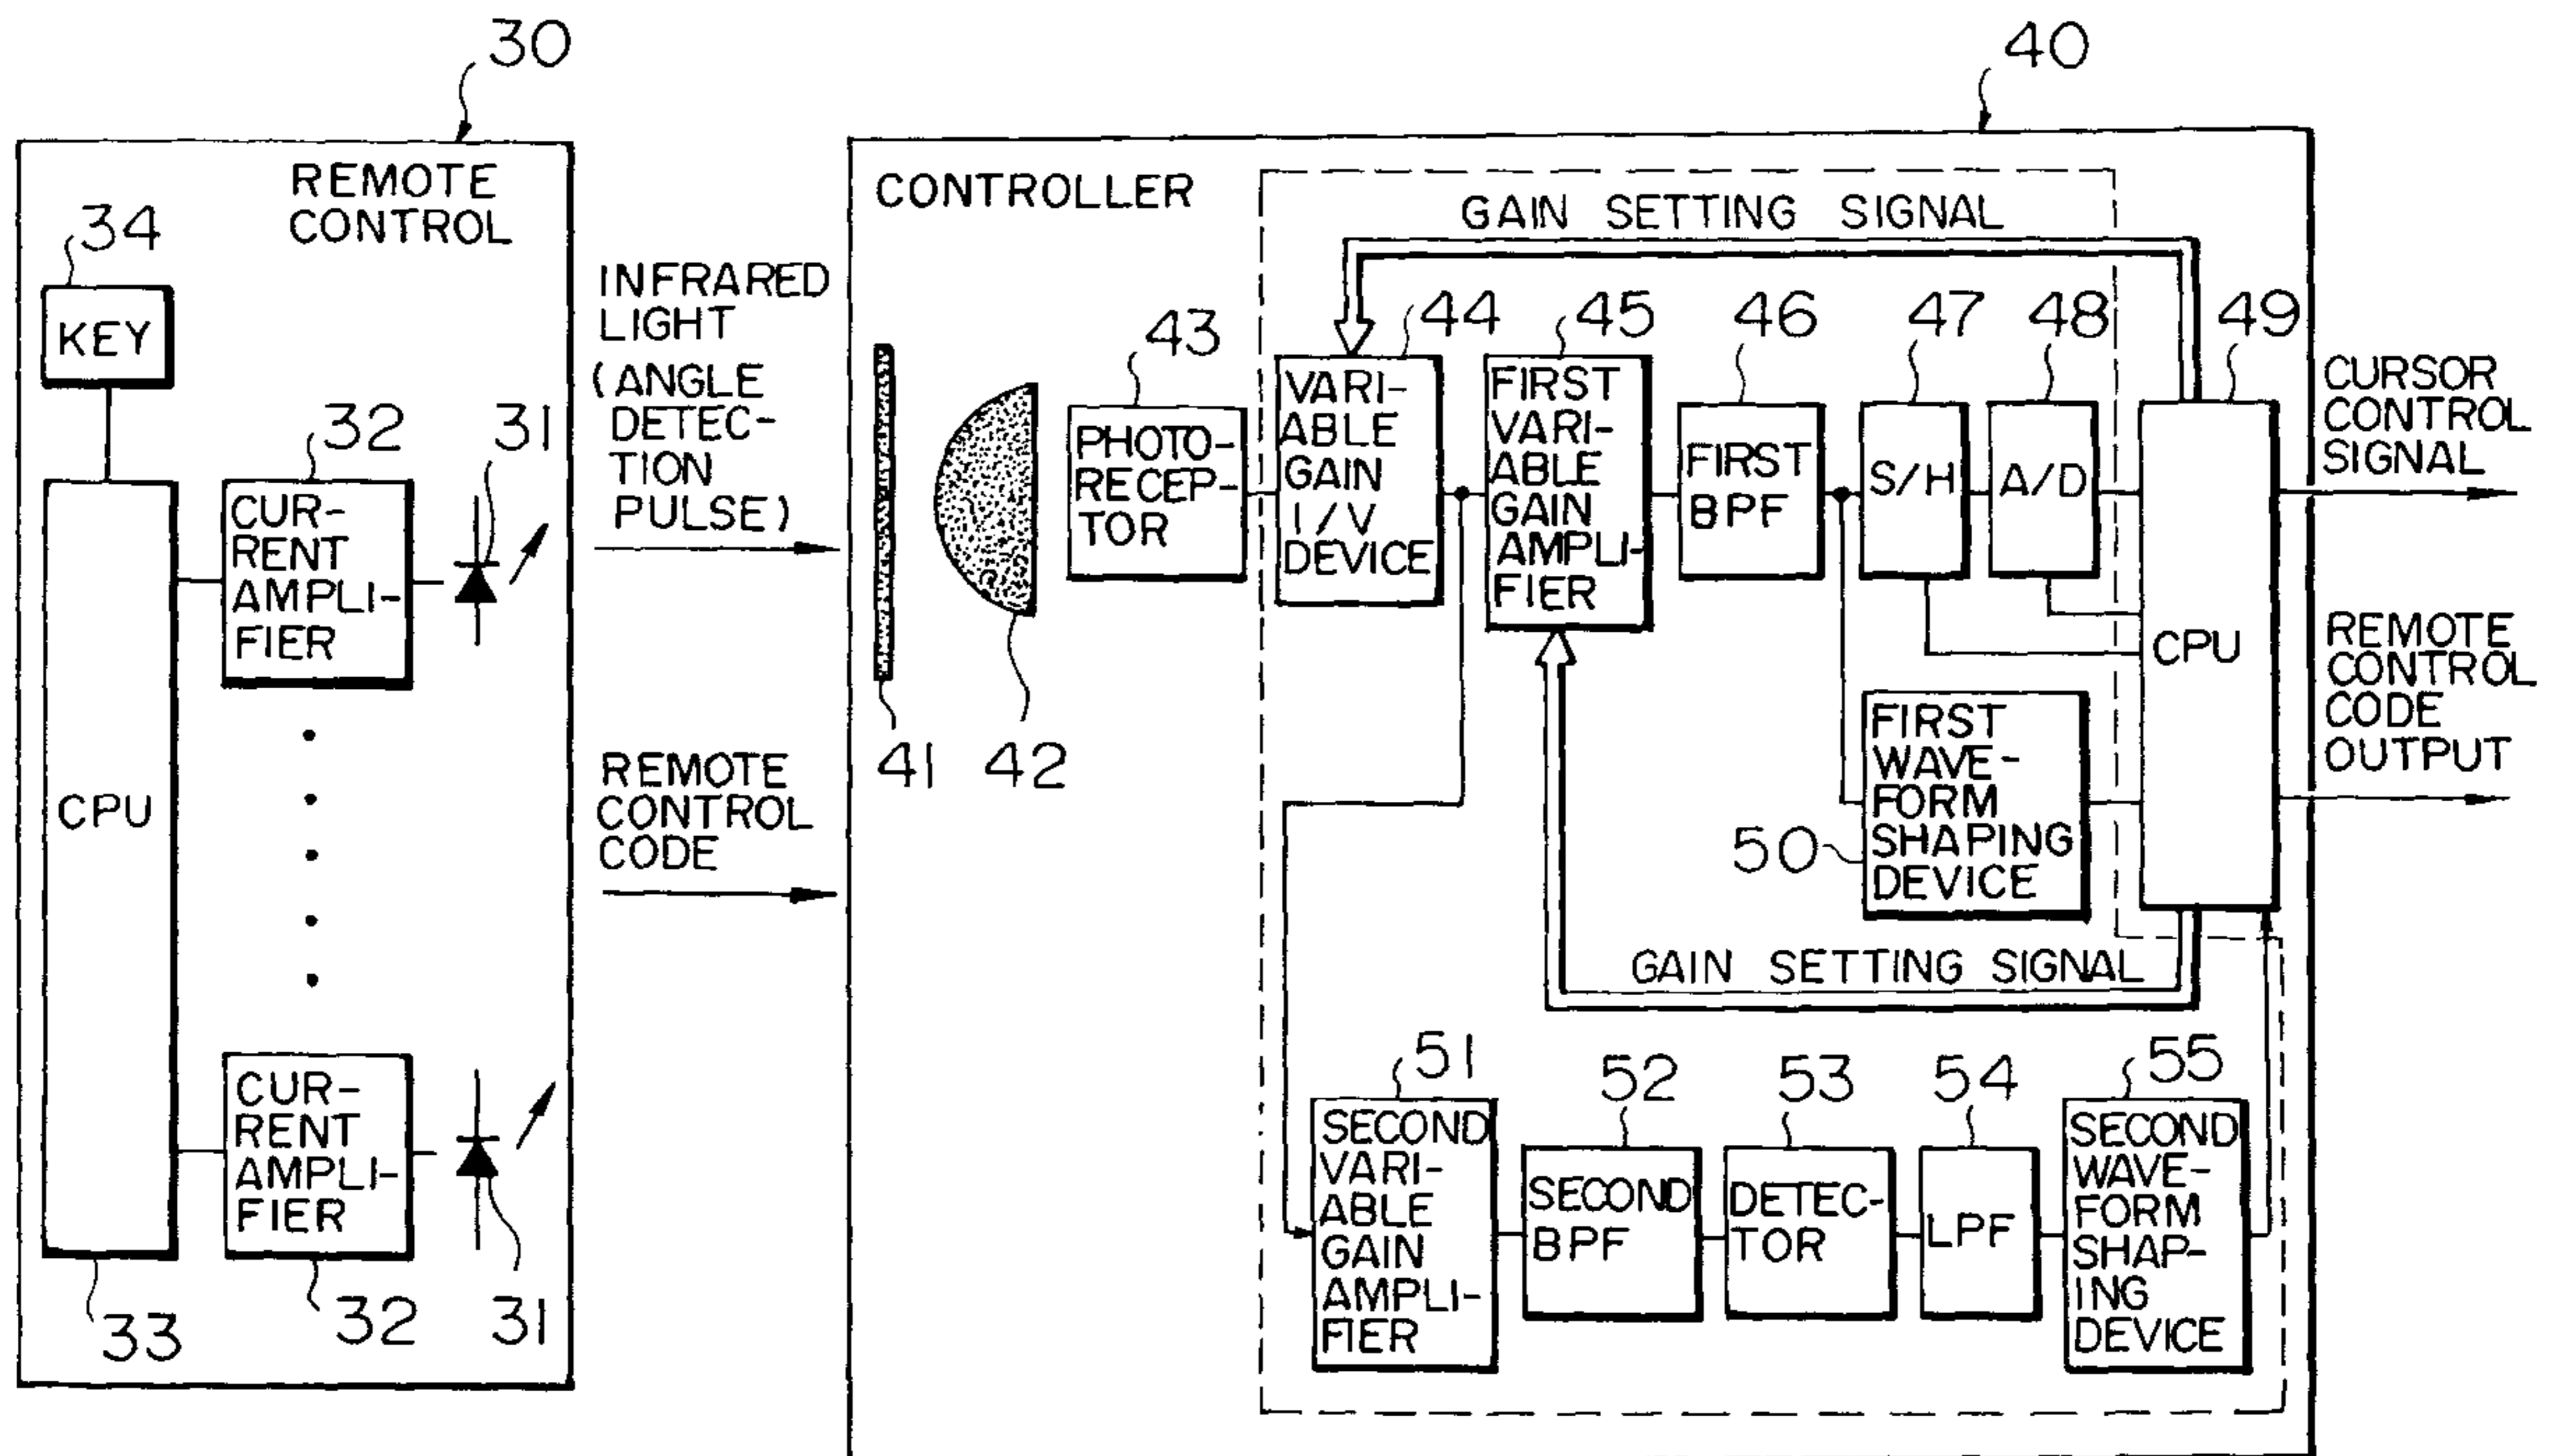 30
REMOTE
CONTROL
34
KEY
32
31
CUR-
RENT
AMPLI-
FIER
CPU
CUR-
RENT
AMPLI-
FIER
33
32
31
INFRARED
LIGHT
(ANGLE
DETEC-
TION
PULSE)
REMOTE
CONTROL
CODE
40
CONTROLLER
41
42
43
PHOTO-
RECEP-
TOR
GAIN SETTING SIGNAL
44
VARI-
ABLE
GAIN
I/V
DEVICE
45
FIRST
VARI-
ABLE
GAIN
AMPLI-
FIER
46
FIRST
BPF
47
S/H
48
A/D
49
CPU
50
FIRST
WAVE-
FORM
SHAPING
DEVICE
GAIN SETTING SIGNAL
51
SECOND
VARI-
ABLE
GAIN
AMPLI-
FIER
52
SECOND
BPF
53
DETEC-
TOR
54
LPF
55
SECOND
WAVE-
FORM
SHAP-
ING
DEVICE
CURSOR
CONTROL
SIGNAL
REMOTE
CONTROL
CODE
OUTPUT